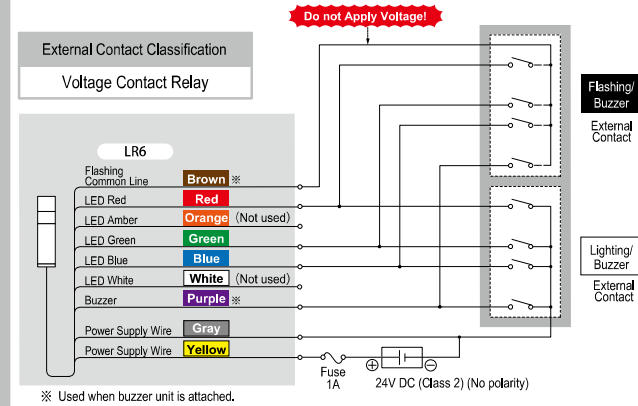 Do not Apply Voltage!
External Contact Classification
Voltage Contact Relay
LR6
Flashing
Common Line
Brown ※
LED Red
Red
LED Amber
Orange (Not used)
LED Green
Green
LED Blue
Blue
LED White
White (Not used)
Buzzer
Purple ※
Power Supply Wire
Gray
Power Supply Wire
Yellow
Fuse
1A
24V DC (Class 2) (No polarity)
Flashing/
Buzzer
External
Contact
Lighting/
Buzzer
External
Contact
※ Used when buzzer unit is attached.